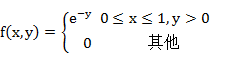 f(x,y) = { e^{-y} 0 ≤ x ≤ 1, y > 0
0 其他